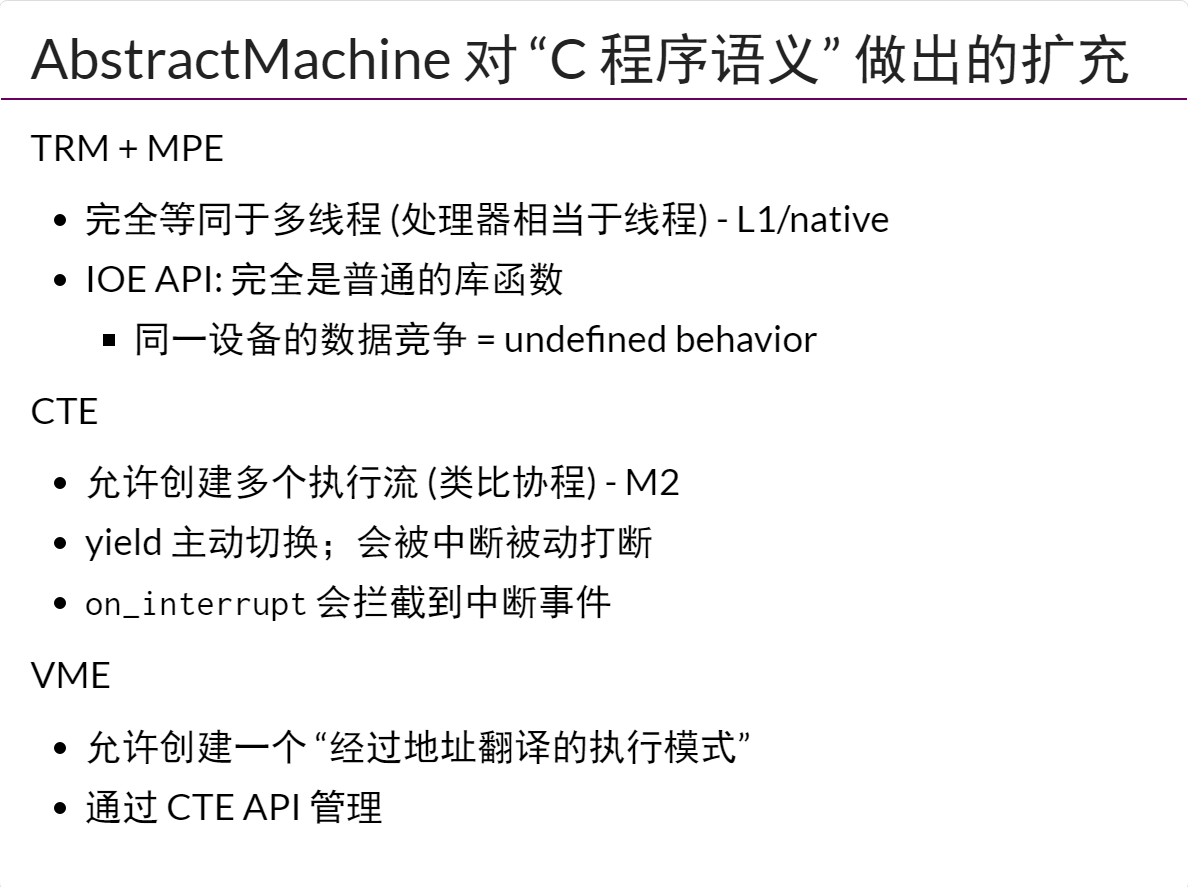 AbstractMachine 对 “C 程序语义” 做出的扩充
TRM + MPE
• 完全等同于多线程 (处理器相当于线程) - L1/native
• IOE API: 完全是普通的库函数
▪ 同一设备的数据竞争 = undefined behavior
CTE
• 允许创建多个执行流 (类比协程) - M2
• yield 主动切换；会被中断被动打断
• on_interrupt 会拦截到中断事件
VME
• 允许创建一个 “经过地址翻译的执行模式”
• 通过 CTE API 管理